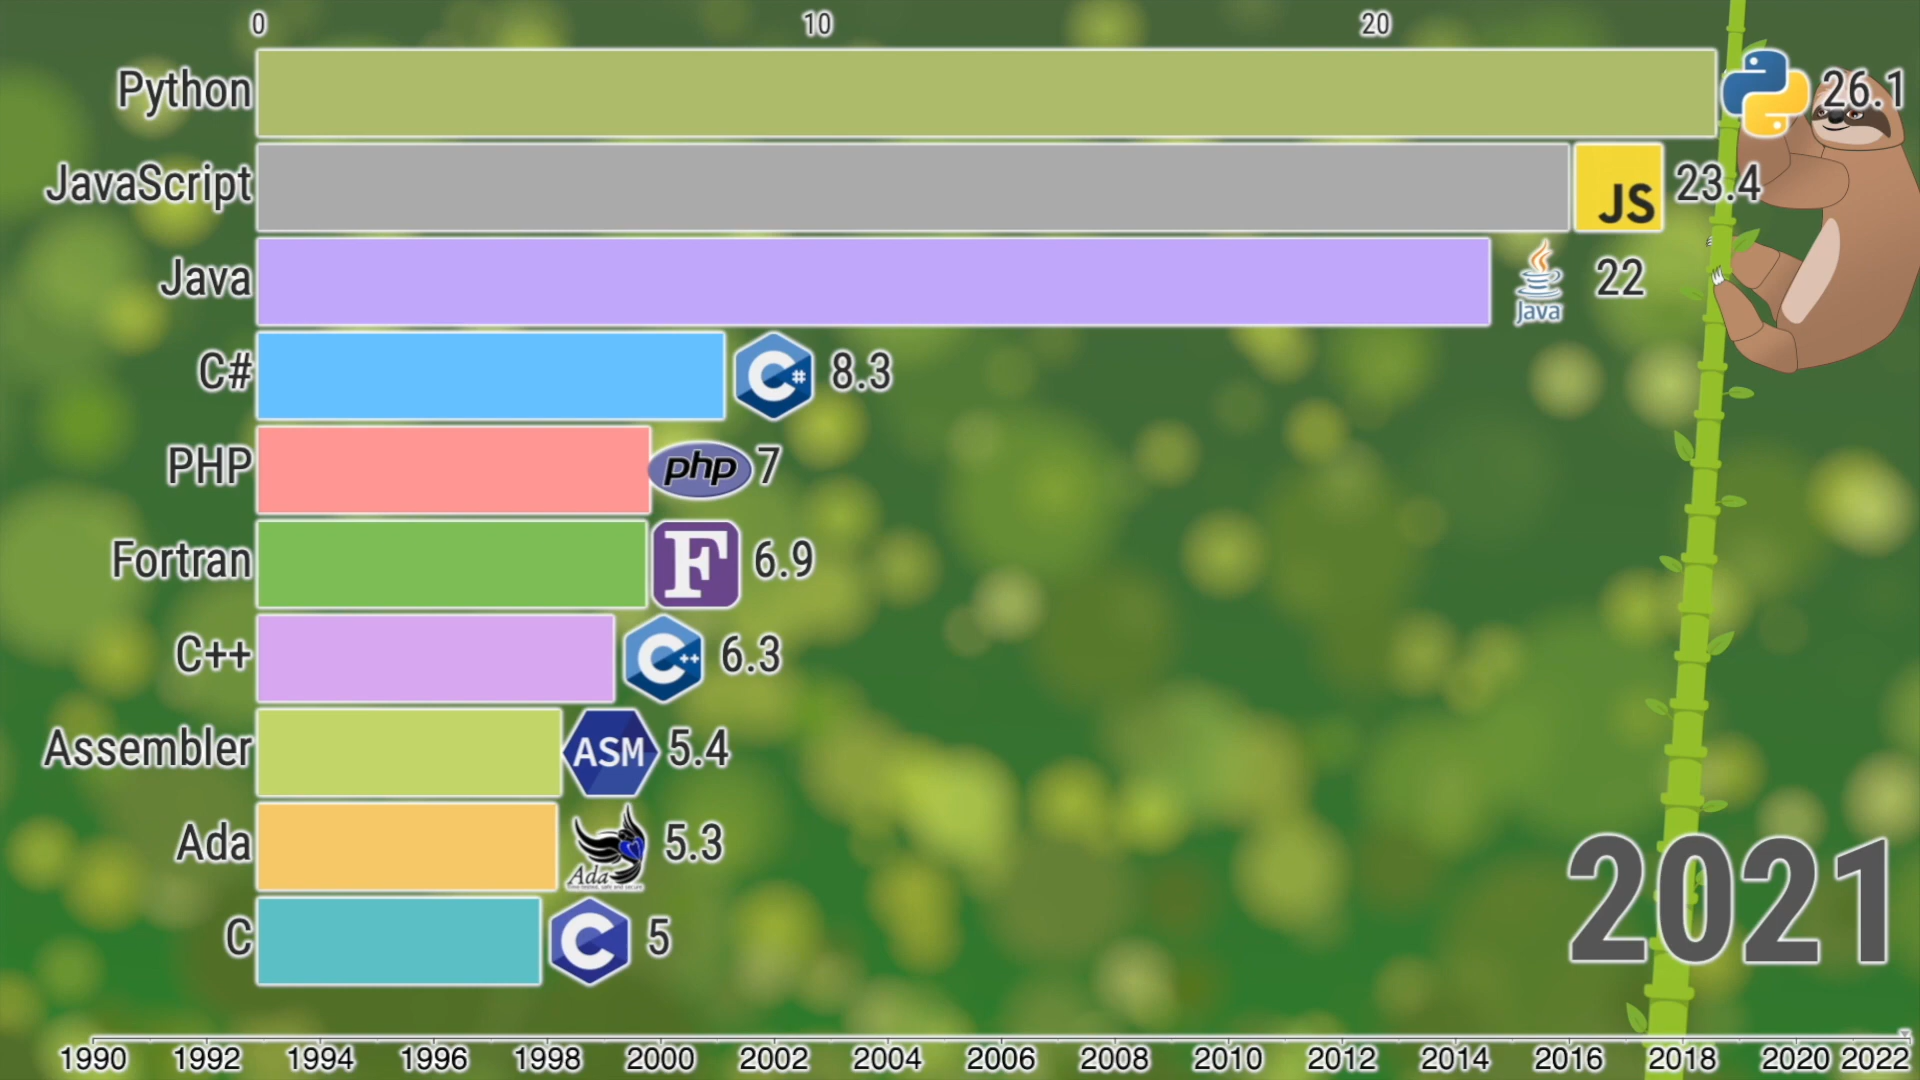 0 10 20
Python 26.1
JavaScript JS 23.4
Java Java 22
C# C# 8.3
PHP php 7
Fortran F 6.9
C++ C++ 6.3
Assembler ASM 5.4
Ada Ada 5.3
C C 5
2021
1990 1992 1994 1996 1998 2000 2002 2004 2006 2008 2010 2012 2014 2016 2018 2020 2022